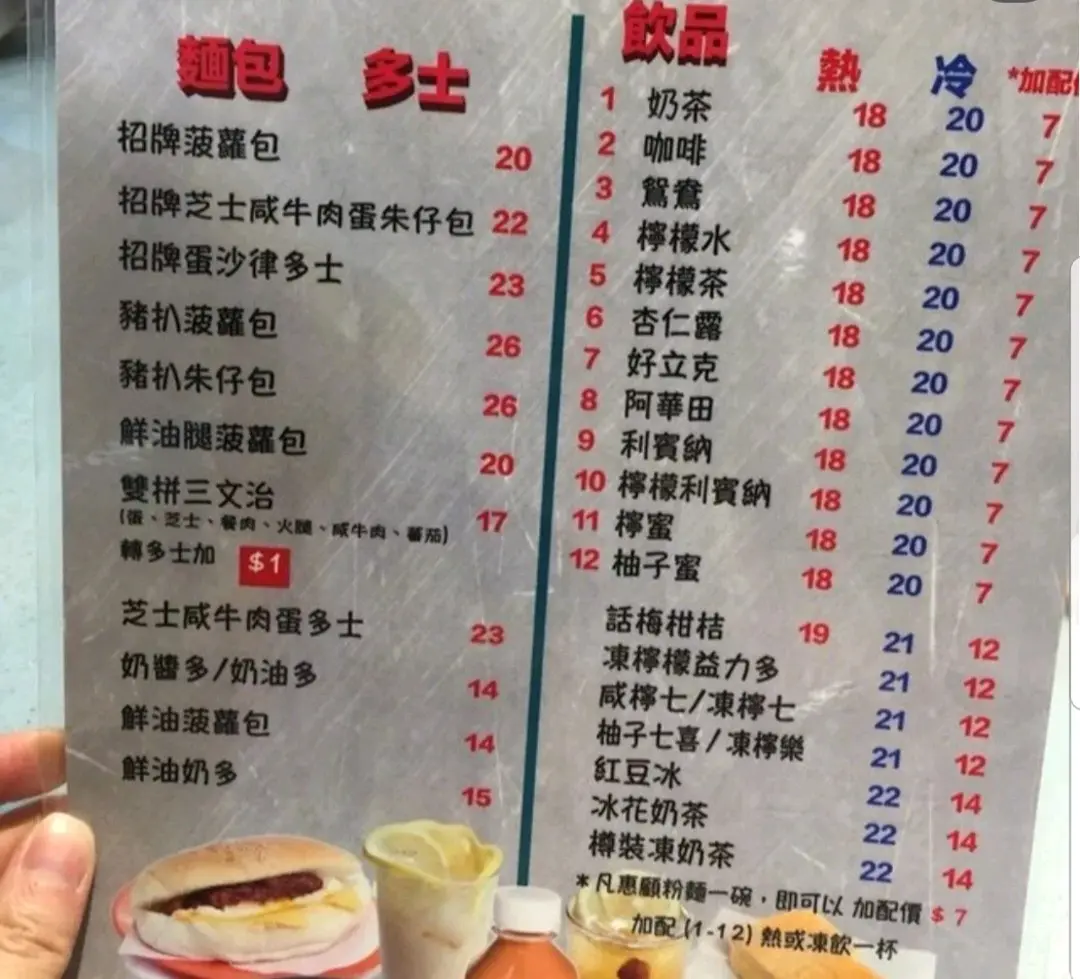 麵包 多士
招牌菠蘿包 20
招牌芝士咸牛肉蛋朱仔包 22
招牌蛋沙律多士 23
豬扒菠蘿包 26
豬扒朱仔包 26
鮮油腿菠蘿包 20
雙拼三文治 17
(蛋、芝士、餐肉、火腿、咸牛肉、蕃茄)
轉多士加 $1
芝士咸牛肉蛋多士 23
奶醬多/奶油多 14
鮮油菠蘿包 14
鮮油奶多 15
飲品 熱 冷 *加配
1 奶茶 18 20 7
2 咖啡 18 20 7
3 鴛鴦 18 20 7
4 檸檬水 18 20 7
5 檸檬茶 18 20 7
6 杏仁露 18 20 7
7 好立克 18 20 7
8 阿華田 18 20 7
9 利賓納 18 20 7
10 檸檬利賓納 18 20 7
11 檸蜜 18 20 7
12 柚子蜜 18 20 7
話梅柑桔 19 21 12
凍檸檬益力多 21 12
咸檸七/凍檸七 21 12
柚子七喜/凍檸樂 21 12
紅豆冰 22 14
冰花奶茶 22 14
樽裝凍奶茶 22 14
*凡惠顧粉麵一碗，即可以 加配價 $7
加配 (1-12) 熱或凍飲一杯